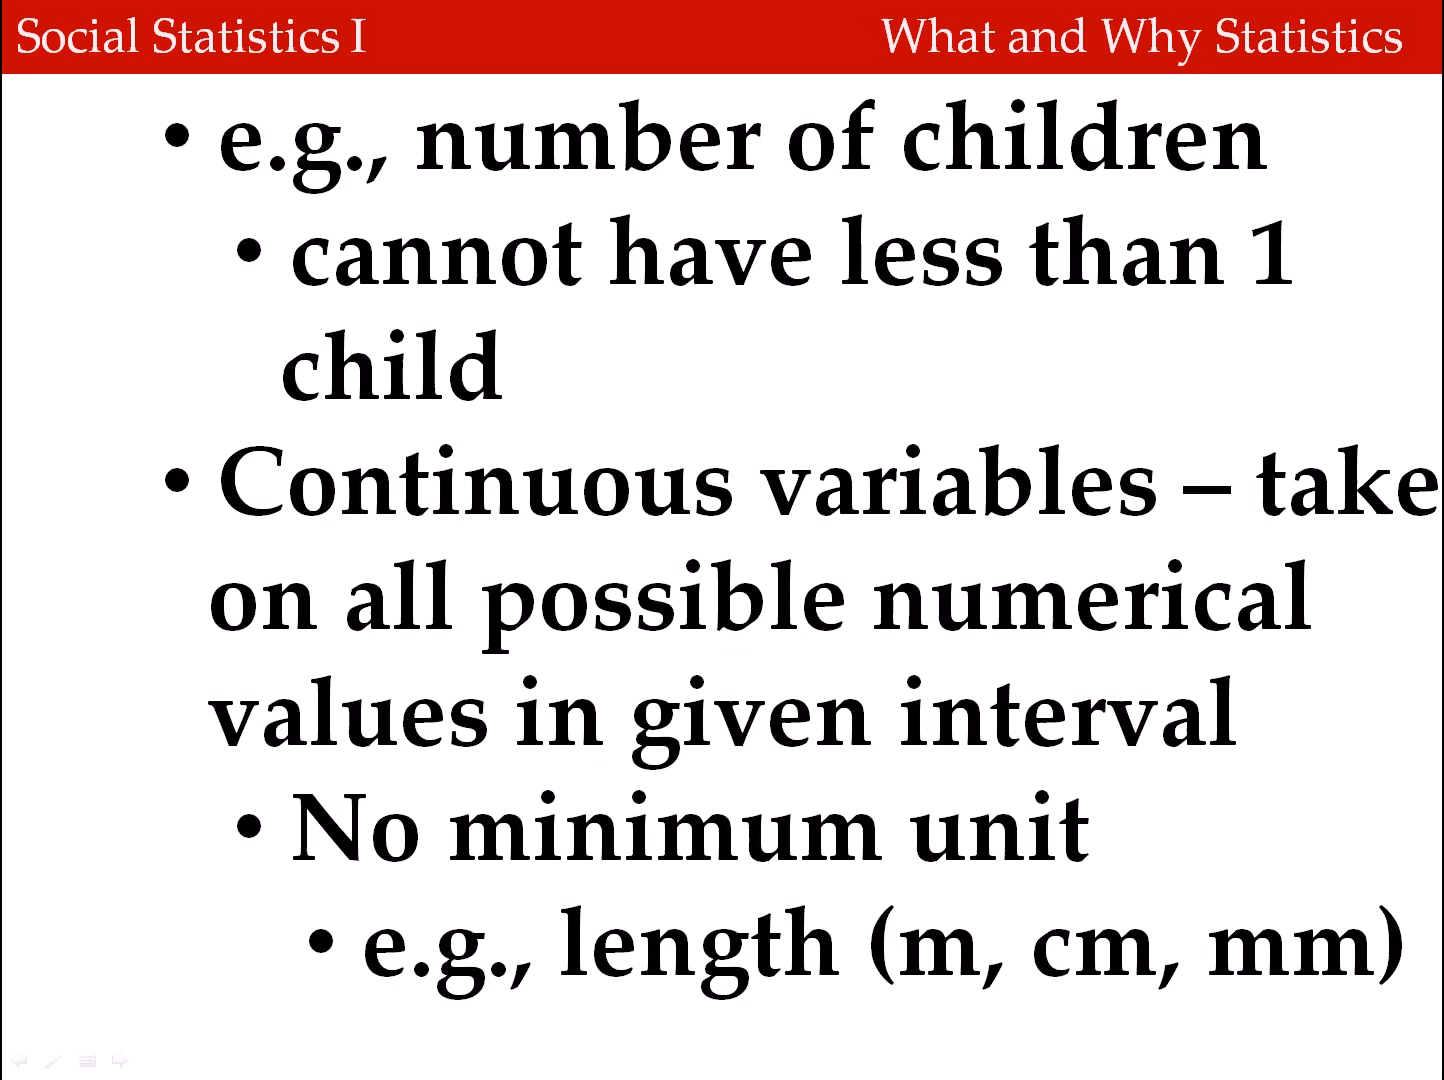 Social Statistics I
What and Why Statistics
• e.g., number of children
• cannot have less than 1
child
• Continuous variables – take
on all possible numerical
values in given interval
• No minimum unit
• e.g., length (m, cm, mm)